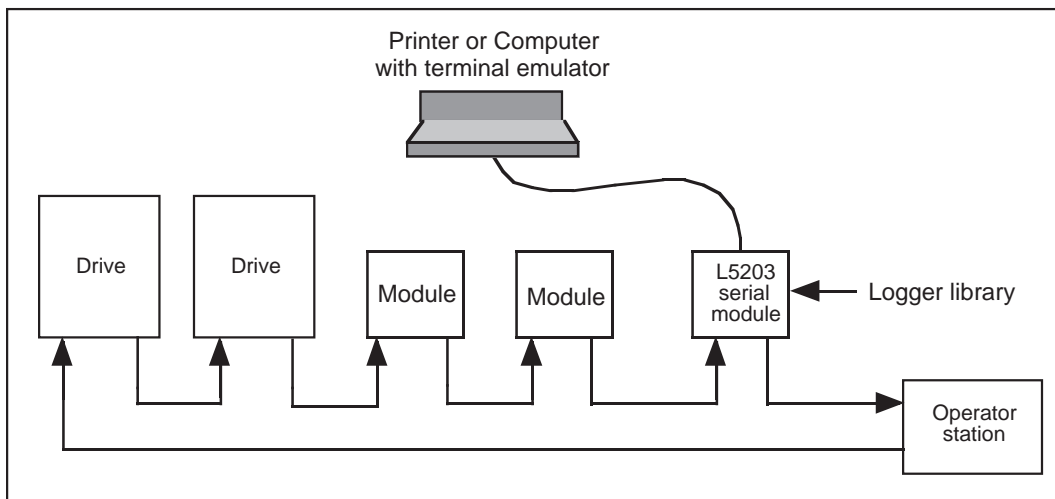 Printer or Computer
with terminal emulator
Drive
Drive
Module
Module
L5203
serial
module
Logger library
Operator
station